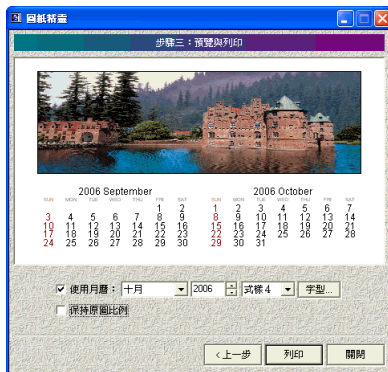 圖紙精靈
步驟三：預覽與列印
2006 September
SUN MON TUE WED THU FRI SAT
1 2
3 4 5 6 7 8 9
10 11 12 13 14 15 16
17 18 19 20 21 22 23
24 25 26 27 28 29 30
2006 October
SUN MON TUE WED THU FRI SAT
1 2 3 4 5 6 7
8 9 10 11 12 13 14
15 16 17 18 19 20 21
22 23 24 25 26 27 28
29 30 31
使用月曆： 十月 2006 式樣 4 字型...
保持原圖比例
<上一步 列印 關閉